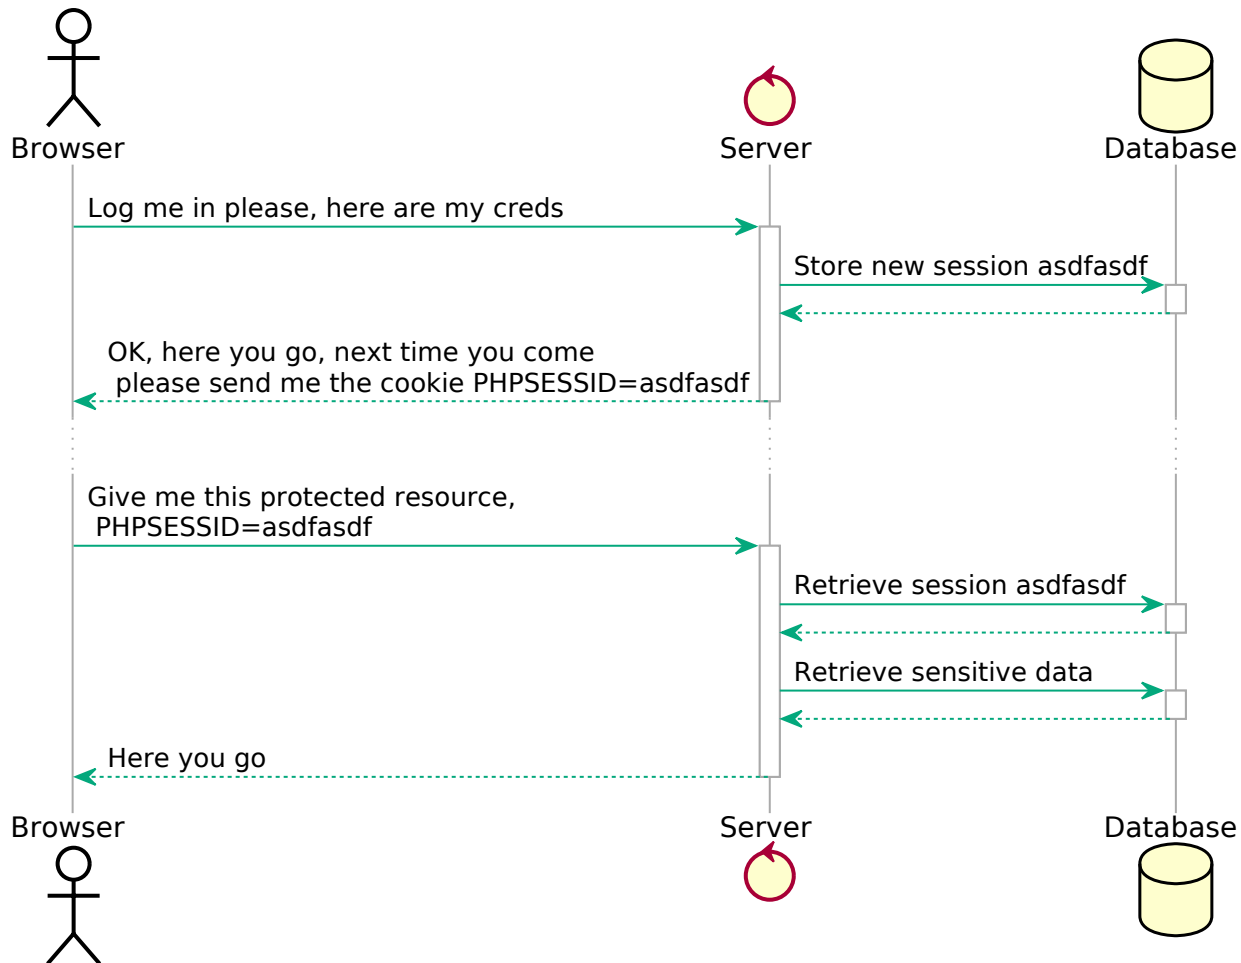 Browser
Server
Database
Log me in please, here are my creds
Store new session asdfasdf
OK, here you go, next time you come
please send me the cookie PHPSESSID=asdfasdf
Give me this protected resource,
PHPSESSID=asdfasdf
Retrieve session asdfasdf
Retrieve sensitive data
Here you go
Browser
Server
Database